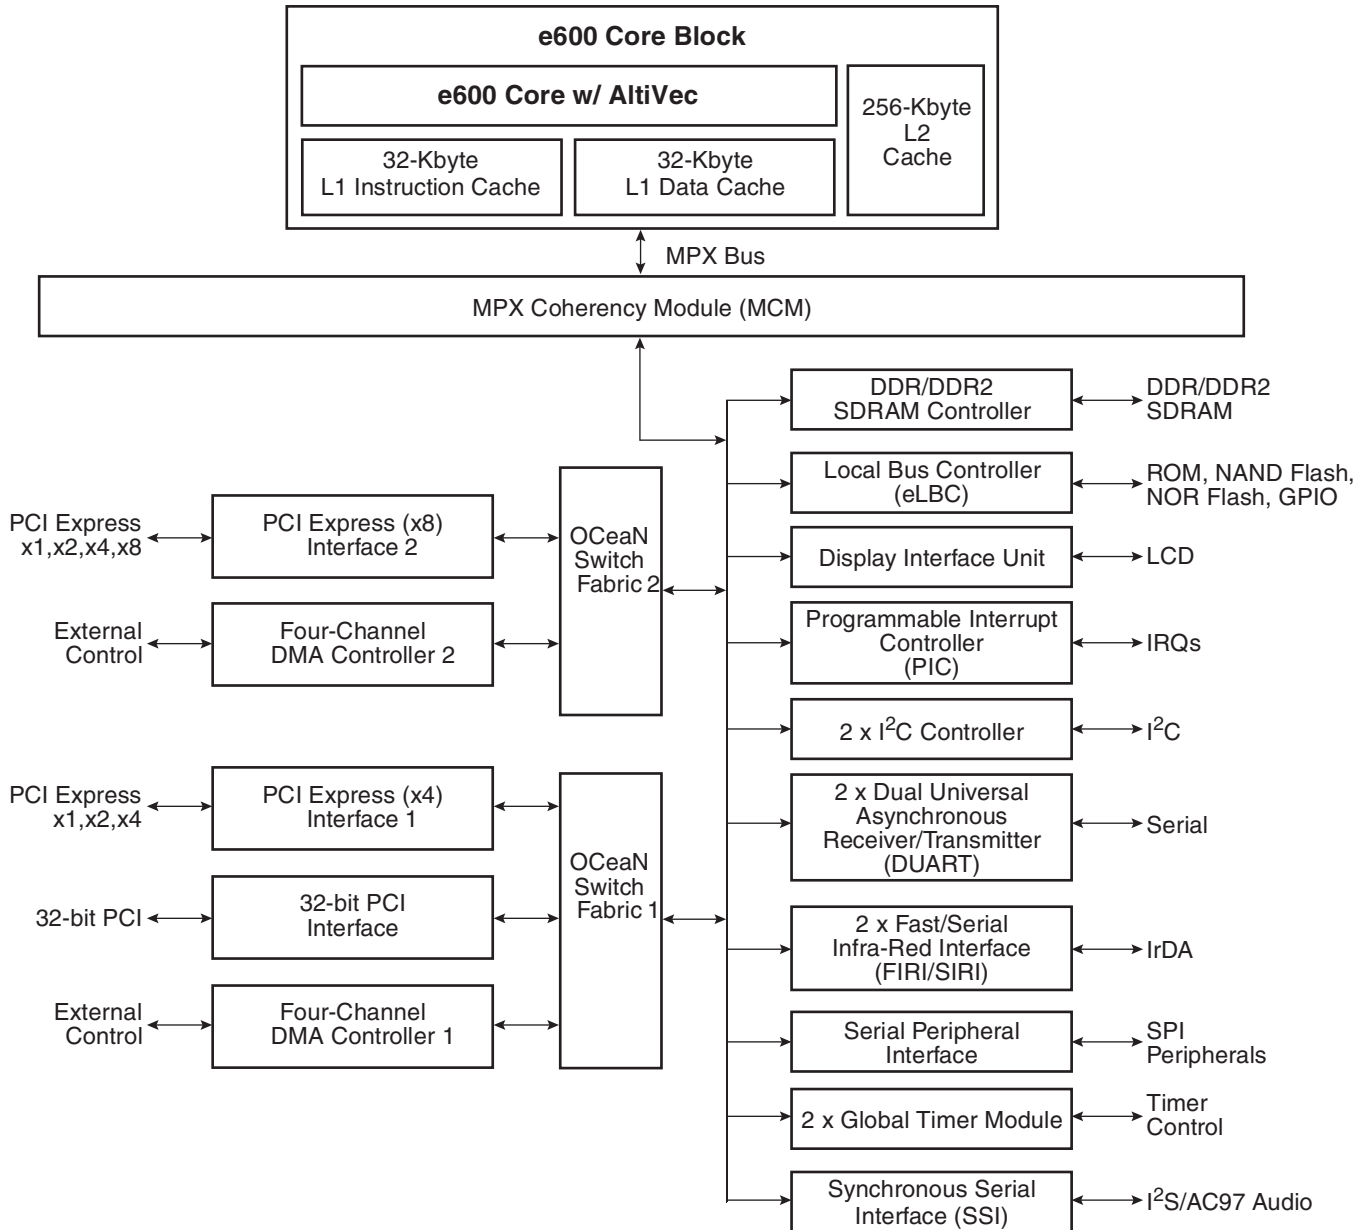 e600 Core Block
e600 Core w/ AltiVec
256-Kbyte
L2
Cache
32-Kbyte
L1 Instruction Cache
32-Kbyte
L1 Data Cache
MPX Bus
MPX Coherency Module (MCM)
DDR/DDR2
SDRAM Controller
DDR/DDR2
SDRAM
Local Bus Controller
(eLBC)
ROM, NAND Flash,
NOR Flash, GPIO
PCI Express
x1,x2,x4,x8
PCI Express (x8)
Interface 2
OCeaN
Switch
Fabric 2
Display Interface Unit
LCD
External
Control
Four-Channel
DMA Controller 2
Programmable Interrupt
Controller
(PIC)
IRQs
2 x I²C Controller
I²C
PCI Express
x1,x2,x4
PCI Express (x4)
Interface 1
OCeaN
Switch
Fabric 1
2 x Dual Universal
Asynchronous
Receiver/Transmitter
(DUART)
Serial
32-bit PCI
32-bit PCI
Interface
2 x Fast/Serial
Infra-Red Interface
(FIRI/SIRI)
IrDA
External
Control
Four-Channel
DMA Controller 1
Serial Peripheral
Interface
SPI
Peripherals
2 x Global Timer Module
Timer
Control
Synchronous Serial
Interface (SSI)
I²S/AC97 Audio